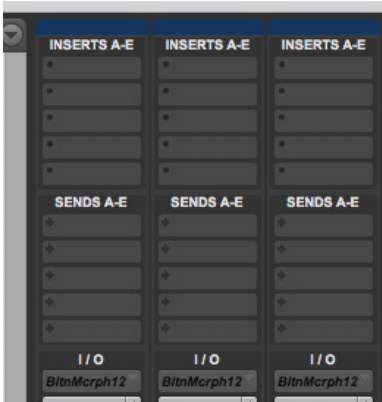 INSERTS A-E INSERTS A-E INSERTS A-E
SENDS A-E SENDS A-E SENDS A-E
I / O I / O I / O
BltnMcrph12 BltnMcrph12 BltnMcrph12